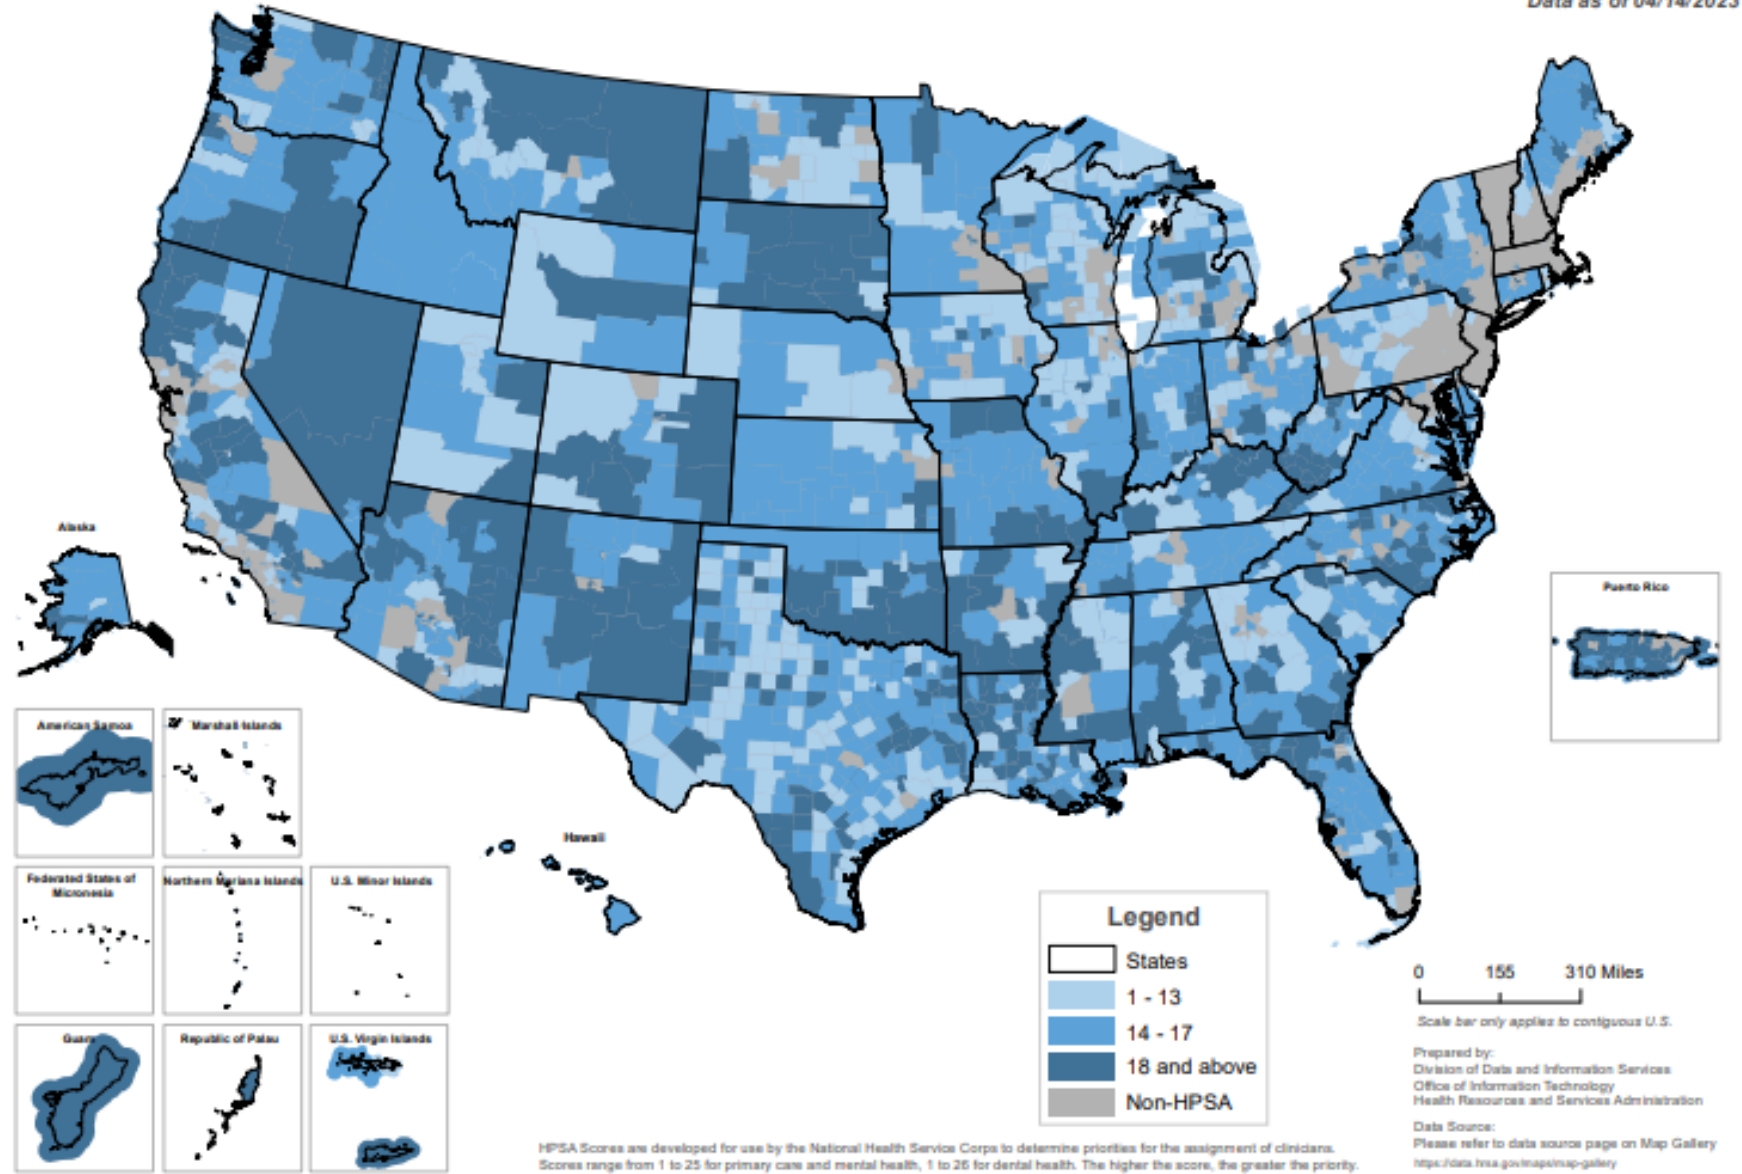 Data as of 04/14/2023
Alaska
Puerto Rico
American Samoa
Marshall Islands
Hawaii
Federated States of
Micronesia
Northern Mariana Islands
U.S. Minor Islands
Guam
Republic of Palau
U.S. Virgin Islands
Legend
States
1 - 13
14 - 17
18 and above
Non-HPSA
0 155 310 Miles
Scale bar only applies to contiguous U.S.
Prepared by:
Division of Data and Information Services
Office of Information Technology
Health Resources and Services Administration
Data Source:
Please refer to data source page on Map Gallery
https://data.hrsa.gov/maps/map-gallery
HPSA Scores are developed for use by the National Health Service Corps to determine priorities for the assignment of clinicians.
Scores range from 1 to 25 for primary care and mental health, 1 to 26 for dental health. The higher the score, the greater the priority.